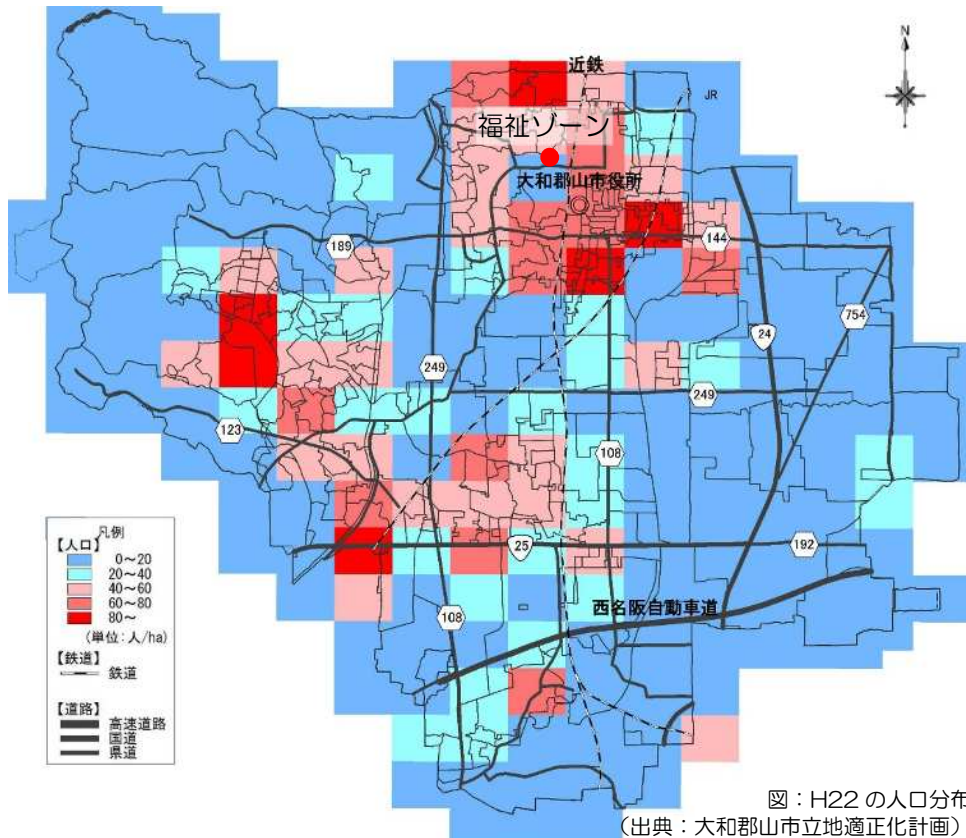 N
近鉄
JR
福祉ゾーン
大和郡山市役所
189
144
754
24
249
249
123
108
25
192
西名阪自動車道
108
凡例
【人口】
0～20
20～40
40～60
60～80
80～
(単位:人/ha)
【鉄道】
鉄道
【道路】
高速道路
国道
県道
図：H22 の人口分布
（出典：大和郡山市立地適正化計画）